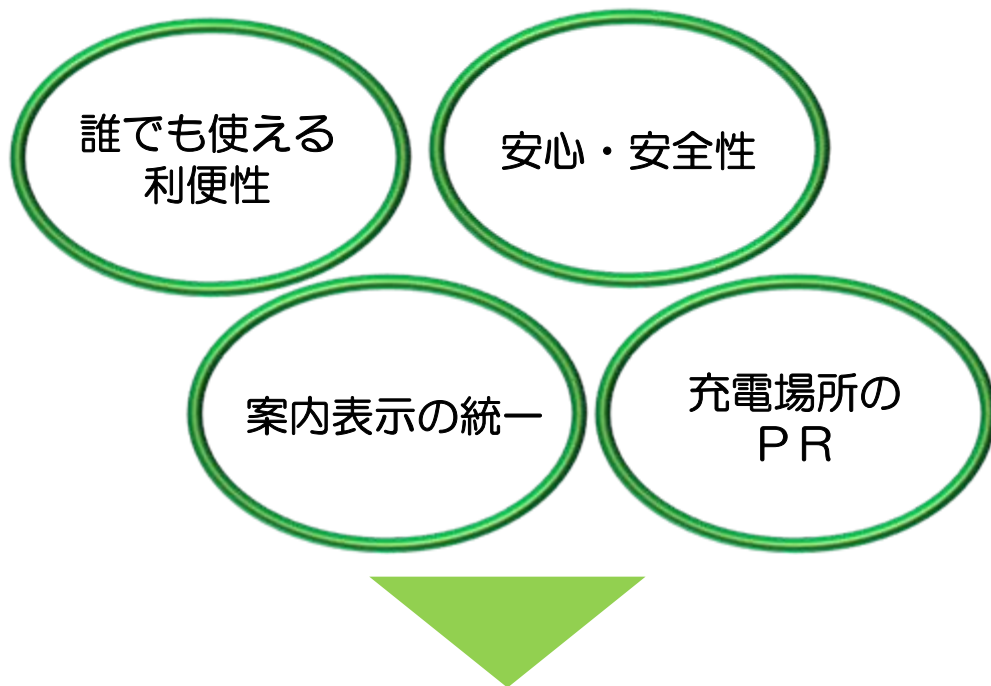 誰でも使える
利便性
安心・安全性
案内表示の統一
充電場所の
ＰＲ